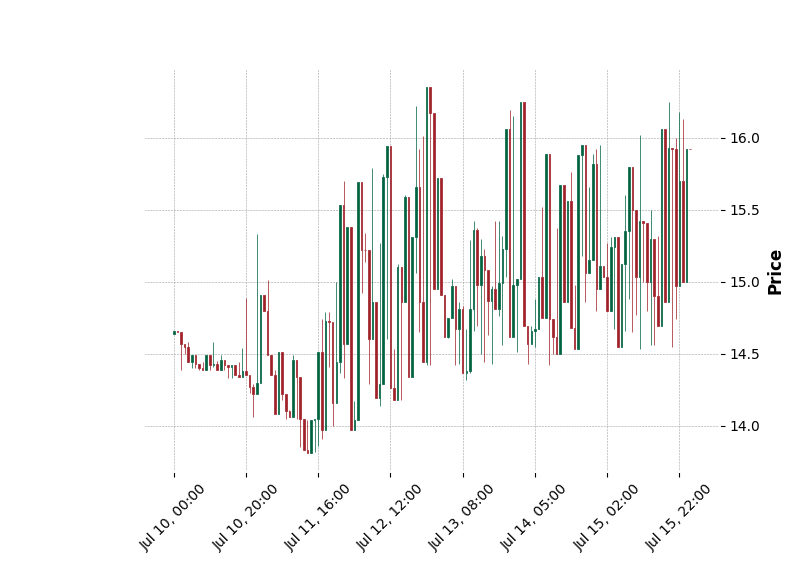 16.0
15.5
15.0
14.5
14.0
Price
Jul 10, 00:00
Jul 10, 20:00
Jul 11, 16:00
Jul 12, 12:00
Jul 13, 08:00
Jul 14, 05:00
Jul 15, 02:00
Jul 15, 22:00